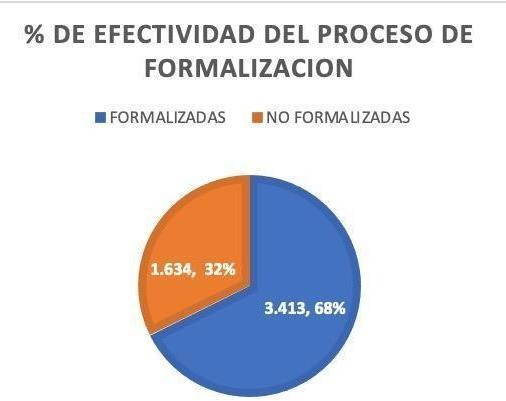 % DE EFECTIVIDAD DEL PROCESO DE
FORMALIZACION
FORMALIZADAS NO FORMALIZADAS
1.634, 32%
3.413, 68%